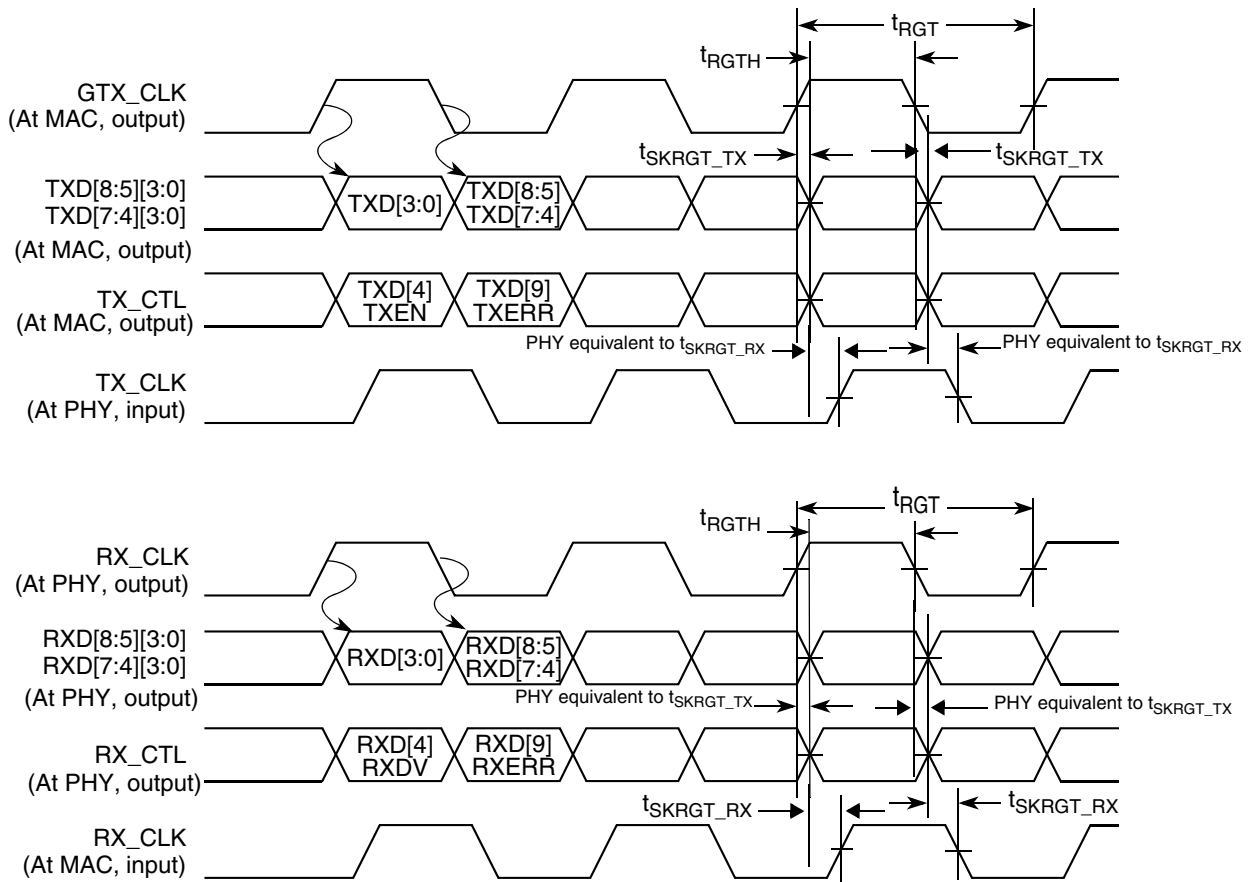 tRGT
tRGTH
GTX_CLK
(At MAC, output)
tSKRGT_TX
tSKRGT_TX
TXD[8:5][3:0]
TXD[7:4][3:0]
(At MAC, output)
TXD[3:0]
TXD[8:5]
TXD[7:4]
TX_CTL
(At MAC, output)
TXD[4]
TXEN
TXD[9]
TXERR
PHY equivalent to tSKRGT_RX
PHY equivalent to tSKRGT_RX
TX_CLK
(At PHY, input)
tRGT
tRGTH
RX_CLK
(At PHY, output)
RXD[8:5][3:0]
RXD[7:4][3:0]
(At PHY, output)
RXD[3:0]
RXD[8:5]
RXD[7:4]
PHY equivalent to tSKRGT_TX
PHY equivalent to tSKRGT_TX
RX_CTL
(At PHY, output)
RXD[4]
RXDV
RXD[9]
RXERR
tSKRGT_RX
tSKRGT_RX
RX_CLK
(At MAC, input)